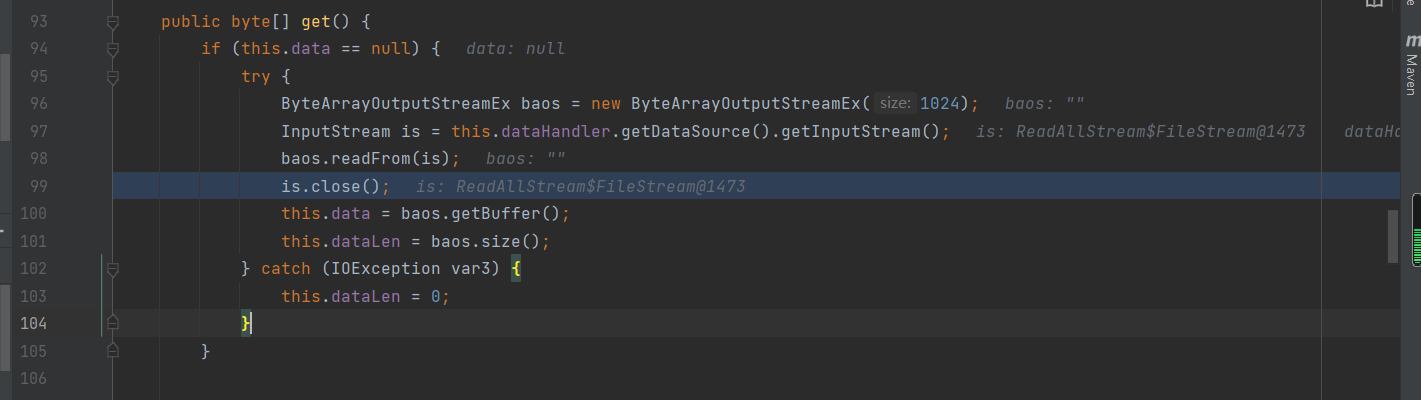 93 public byte[] get() {
94 if (this.data == null) { data: null
95 try {
96 ByteArrayOutputStreamEx baos = new ByteArrayOutputStreamEx( size: 1024); baos: ""
97 InputStream is = this.dataHandler.getDataSource().getInputStream(); is: ReadAllStream$FileStream@1473 dataHa
98 baos.readFrom(is); baos: ""
99 is.close(); is: ReadAllStream$FileStream@1473
100 this.data = baos.getBuffer();
101 this.dataLen = baos.size();
102 } catch (IOException var3) {
103 this.dataLen = 0;
104 }
105 }
106
m Maven